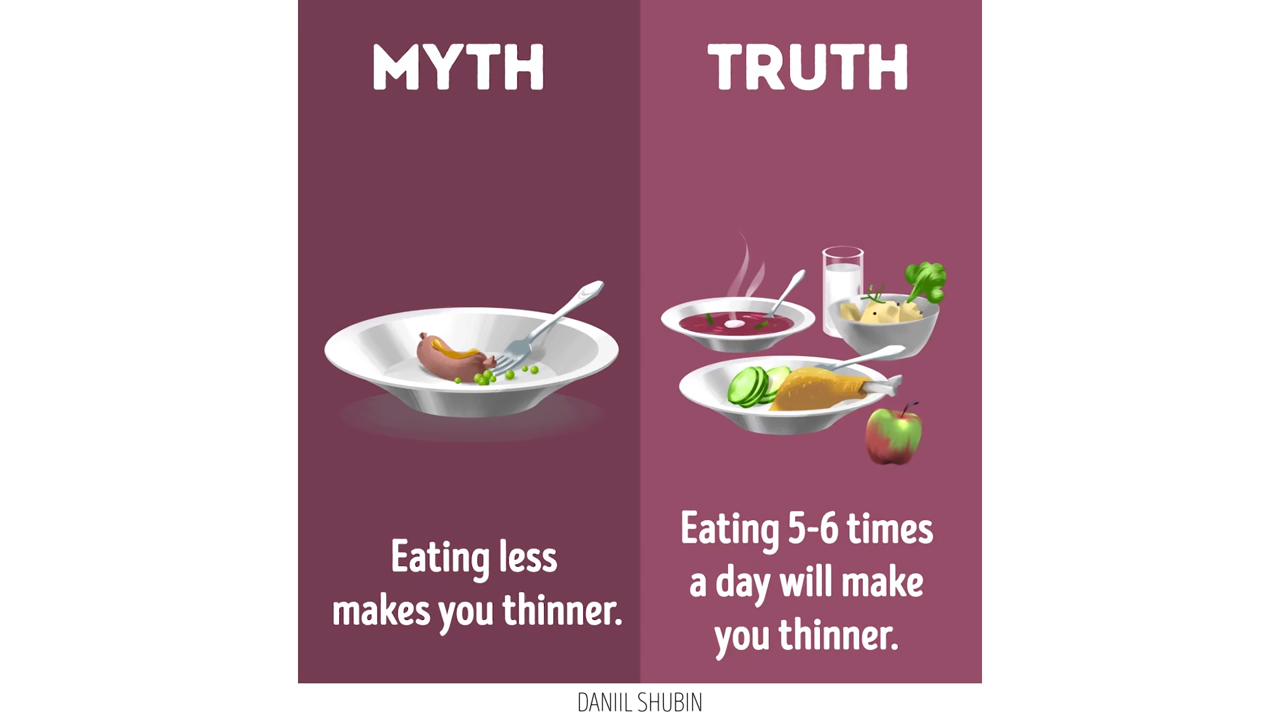 MYTH
TRUTH
Eating less
makes you thinner.
Eating 5-6 times
a day will make
you thinner.
DANIIL SHUBIN